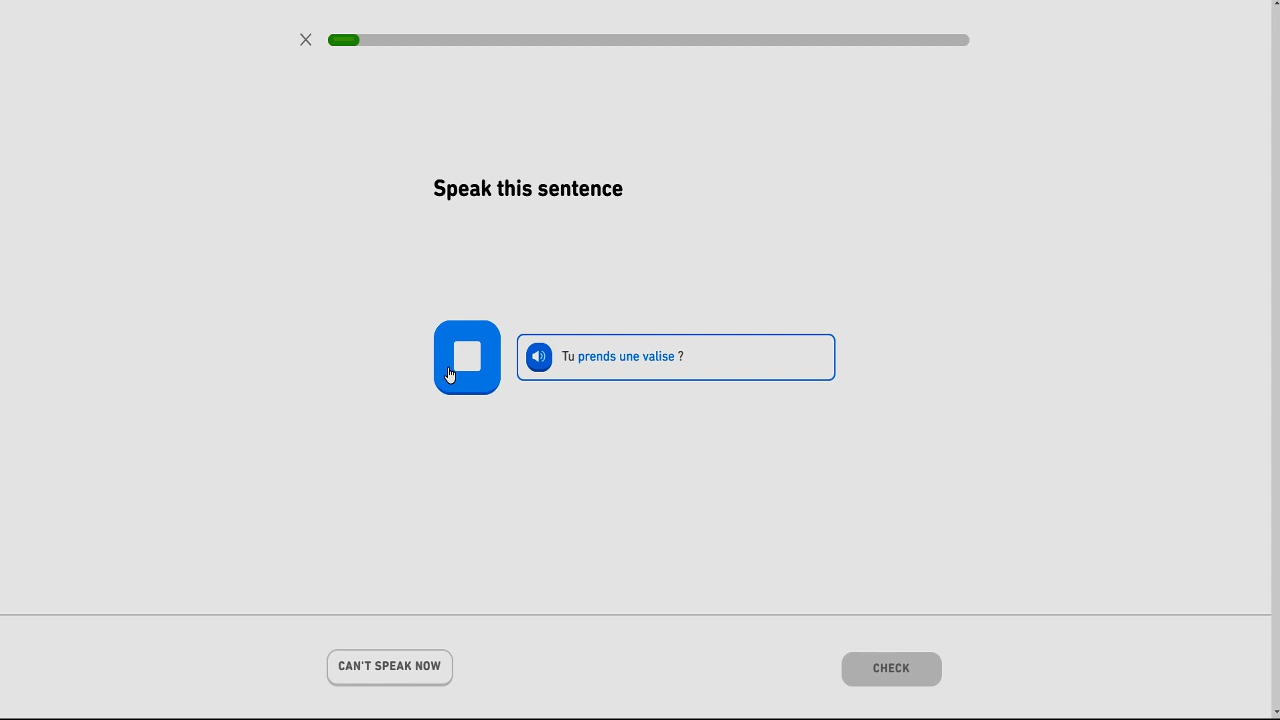 Speak this sentence
Tu prends une valise ?
CAN'T SPEAK NOW
CHECK